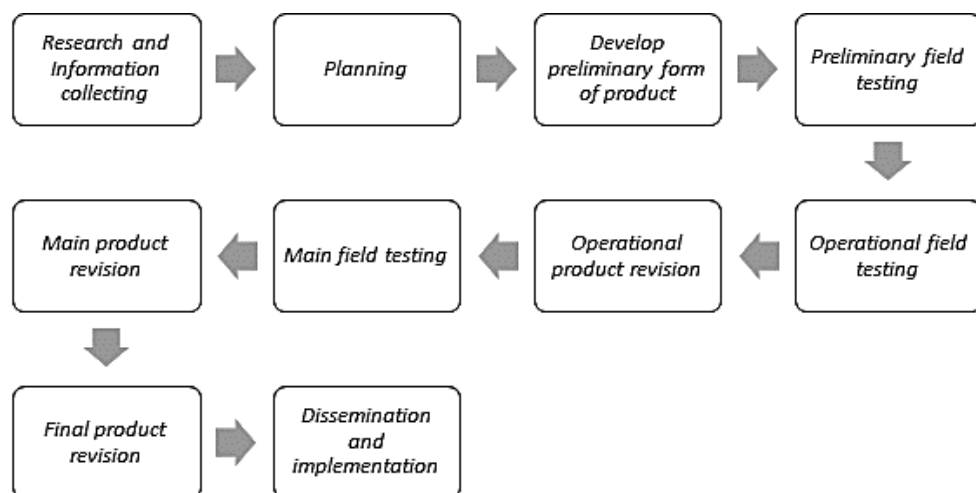 Research and
Information
collecting
Planning
Develop
preliminary form
of product
Preliminary field
testing
Operational field
testing
Operational
product revision
Main field testing
Main product
revision
Final product
revision
Dissemination
and
implementation